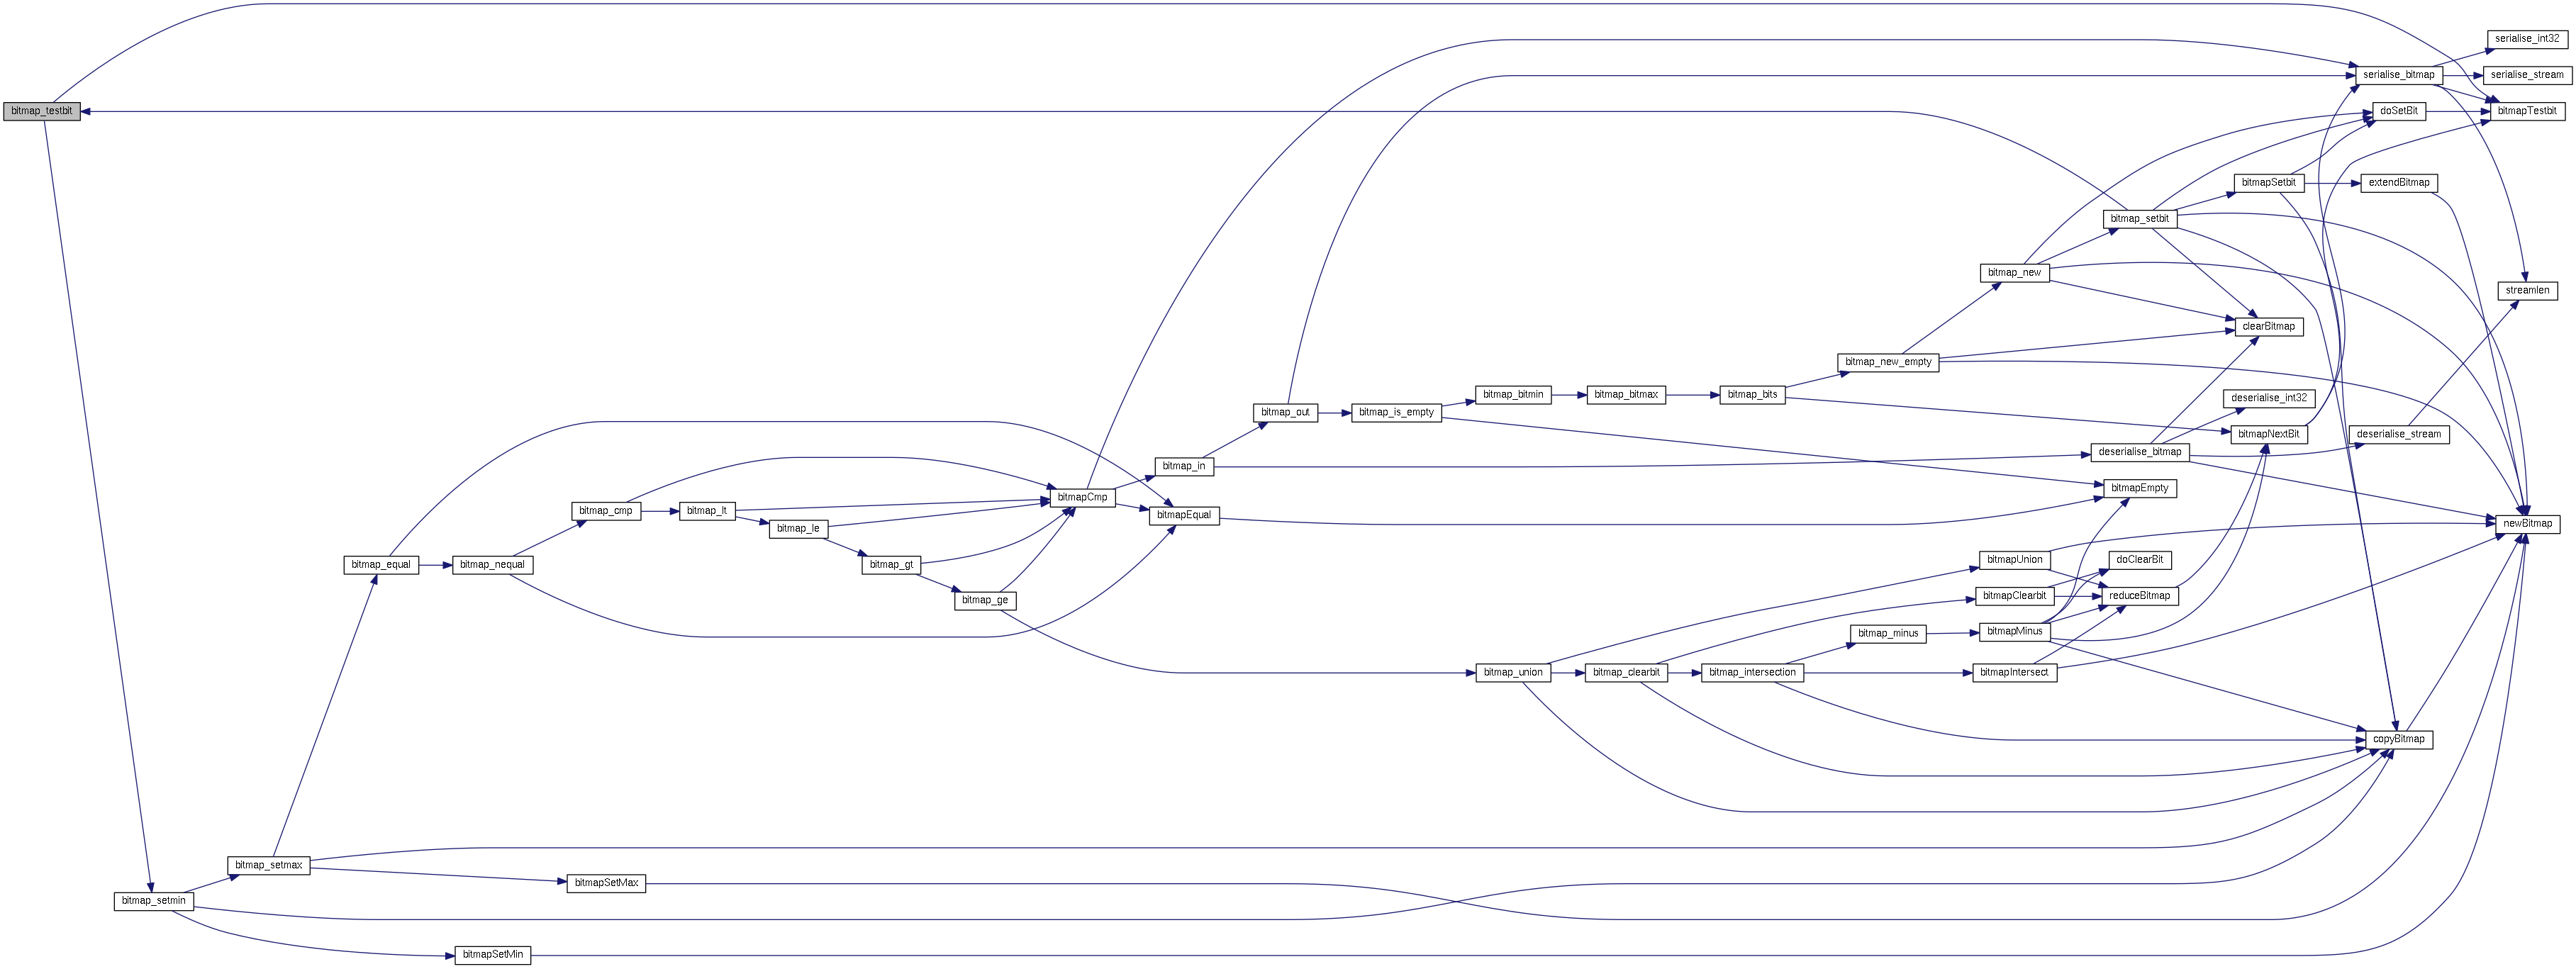 serialise_int32
serialise_bitmap
serialise_stream
bitmap_testbit
doSetBit
bitmapTestbit
bitmapSetbit
extendBitmap
bitmap_setbit
bitmap_new
streamlen
clearBitmap
bitmap_new_empty
bitmap_bitmin
bitmap_bitmax
bitmap_bits
deserialise_int32
bitmap_out
bitmap_is_empty
bitmapNextBit
deserialise_stream
deserialise_bitmap
bitmap_in
bitmapEmpty
bitmapCmp
bitmap_cmp
bitmap_lt
bitmapEqual
newBitmap
bitmap_le
bitmap_equal
bitmap_nequal
bitmap_gt
bitmapUnion
doClearBit
bitmap_ge
bitmapClearbit
reduceBitmap
bitmap_minus
bitmapMinus
bitmap_union
bitmap_clearbit
bitmap_intersection
bitmapIntersect
copyBitmap
bitmap_setmax
bitmapSetMax
bitmap_setmin
bitmapSetMin